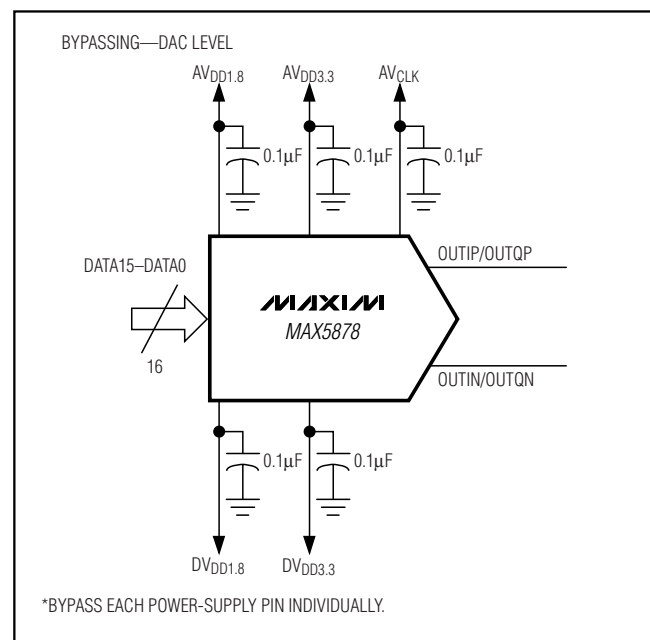 BYPASSING—DAC LEVEL
AVDD1.8 AVDD3.3 AVCLK
0.1µF 0.1µF 0.1µF
OUTIP/OUTQP
DATA15–DATA0
MAXIM
MAX5878
16
OUTIN/OUTQN
0.1µF 0.1µF
DVDD1.8 DVDD3.3
*BYPASS EACH POWER-SUPPLY PIN INDIVIDUALLY.